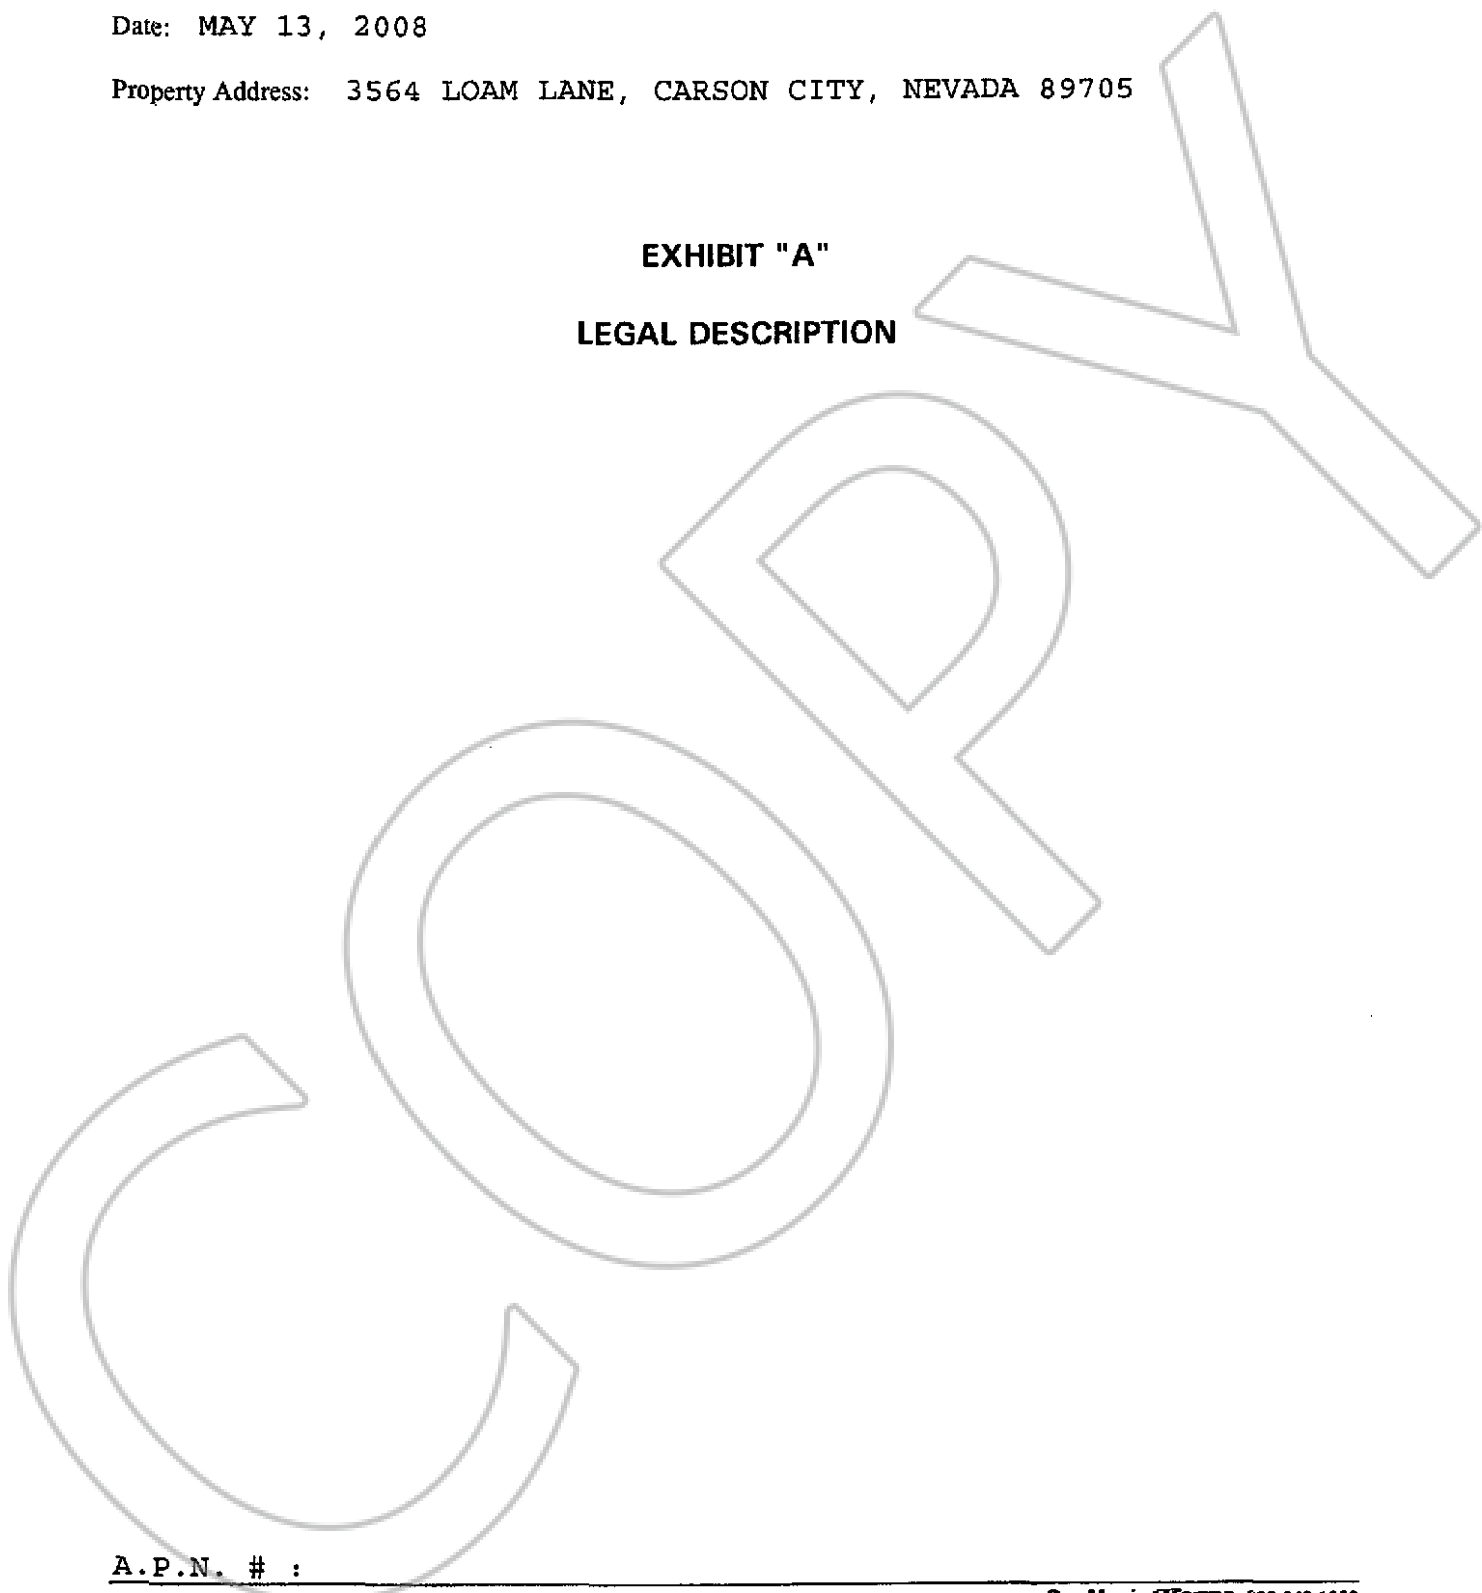 Date: MAY 13, 2008
Property Address: 3564 LOAM LANE, CARSON CITY, NEVADA 89705
EXHIBIT "A"
LEGAL DESCRIPTION
COPY
A.P.N. # :